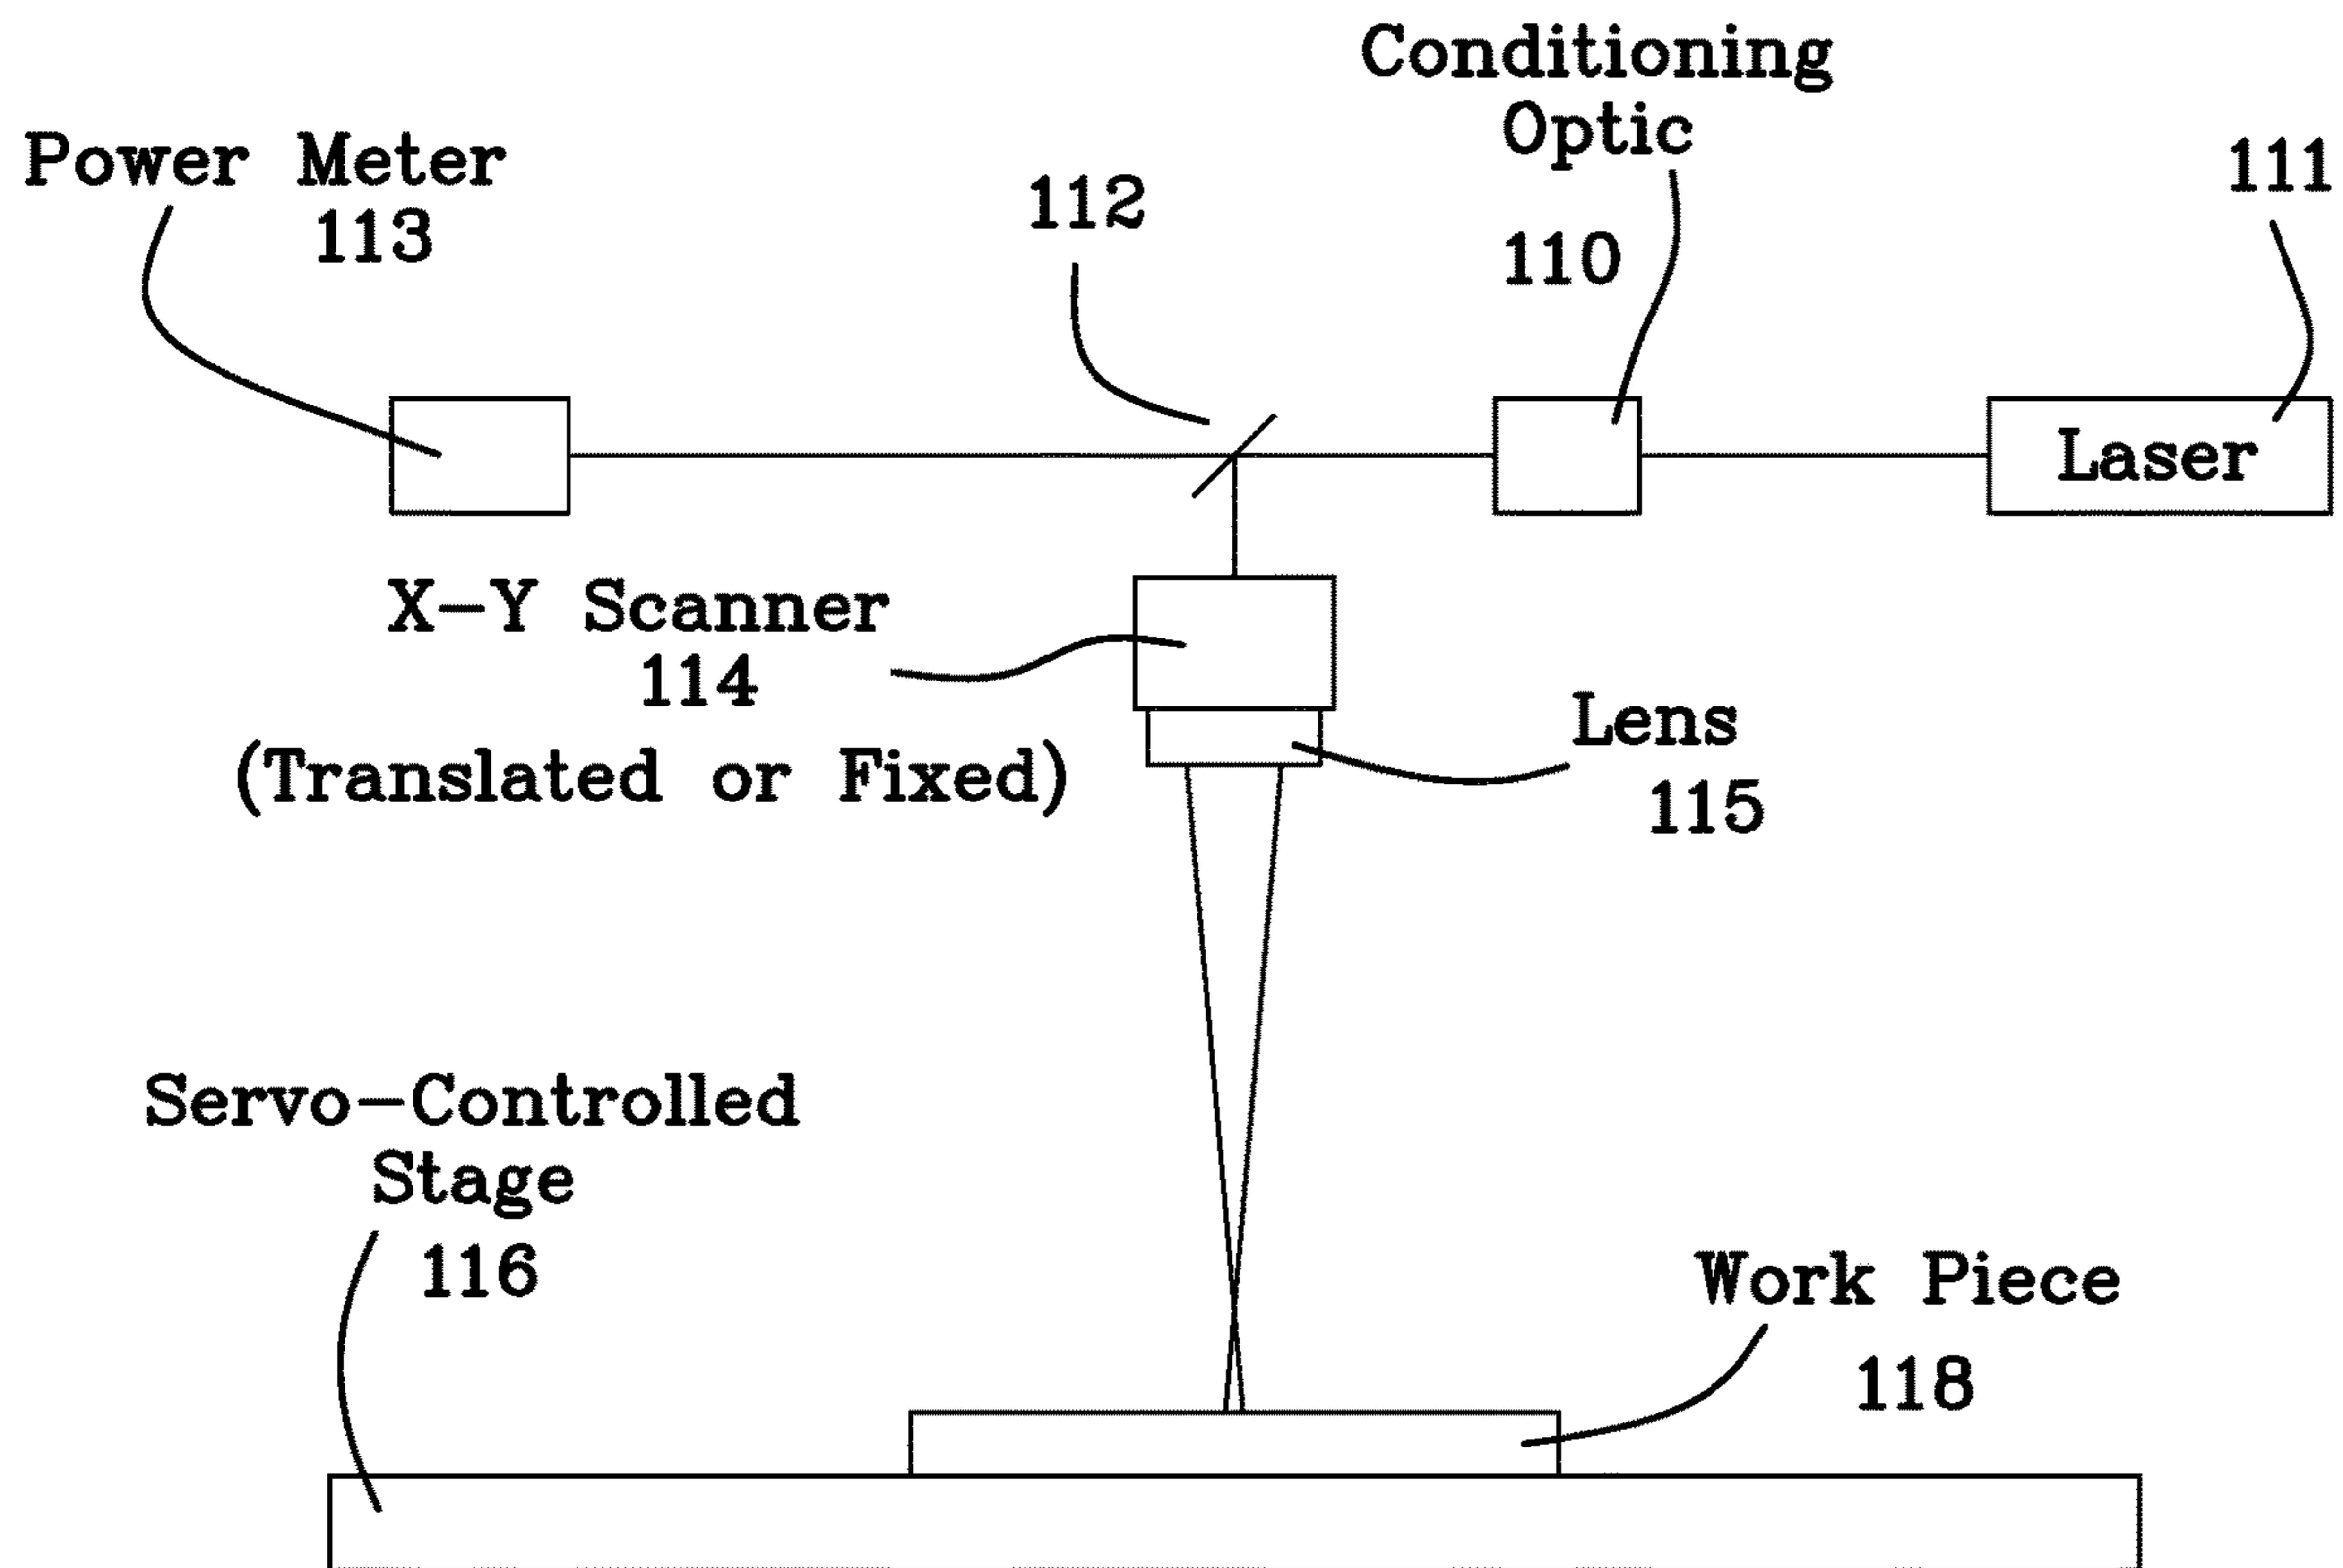 Conditioning
Optic
110
Power Meter
113
112
111
Laser
X-Y Scanner
114
(Translated or Fixed)
Lens
115
Servo-Controlled
Stage
116
Work Piece
118